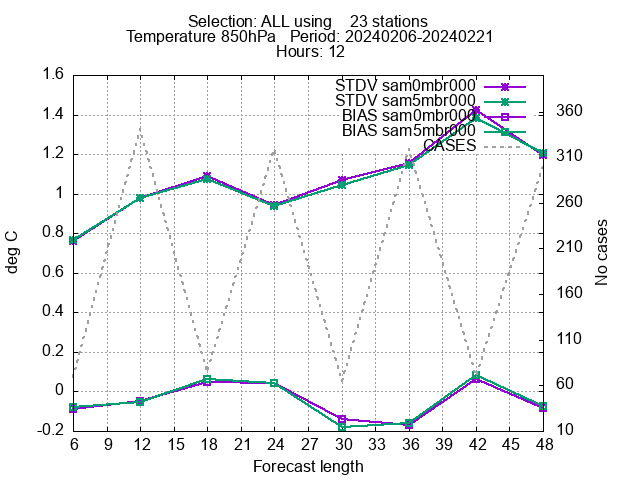 Selection: ALL using 23 stations
Temperature 850hPa Period: 20240206-20240221
Hours: 12
STDV sam0mbr000
STDV sam5mbr000
BIAS sam0mbr000
BIAS sam5mbr000
CASES
1.6
1.4
1.2
1
0.8
0.6
0.4
0.2
0
-0.2
deg C
360
310
260
210
160
110
60
10
No cases
6 9 12 15 18 21 24 27 30 33 36 39 42 45 48
Forecast length